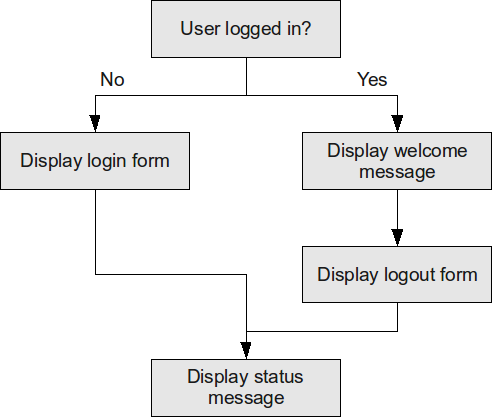 User logged in?
No
Yes
Display login form
Display welcome
message
Display logout form
Display status
message